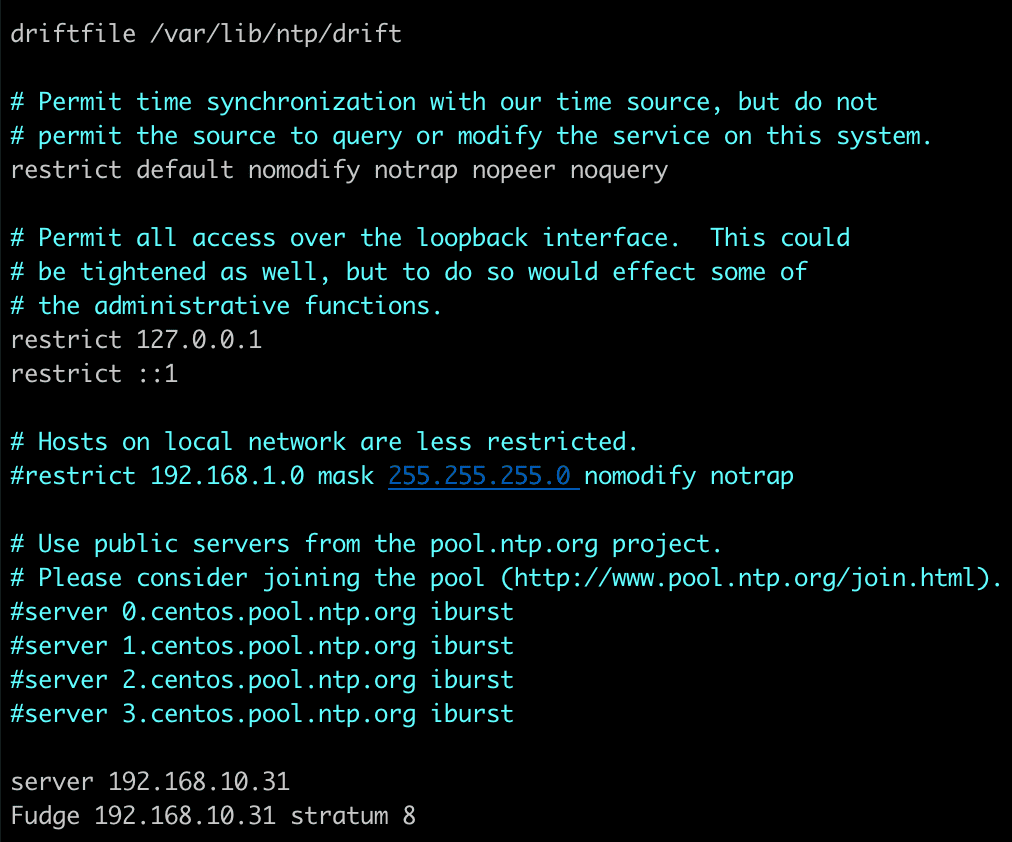 driftfile /var/lib/ntp/drift
# Permit time synchronization with our time source, but do not
# permit the source to query or modify the service on this system.
restrict default nomodify notrap nopeer noquery
# Permit all access over the loopback interface.  This could
# be tightened as well, but to do so would effect some of
# the administrative functions.
restrict 127.0.0.1
restrict ::1
# Hosts on local network are less restricted.
#restrict 192.168.1.0 mask 255.255.255.0 nomodify notrap
# Use public servers from the pool.ntp.org project.
# Please consider joining the pool (http://www.pool.ntp.org/join.html).
#server 0.centos.pool.ntp.org iburst
#server 1.centos.pool.ntp.org iburst
#server 2.centos.pool.ntp.org iburst
#server 3.centos.pool.ntp.org iburst
server 192.168.10.31
Fudge 192.168.10.31 stratum 8